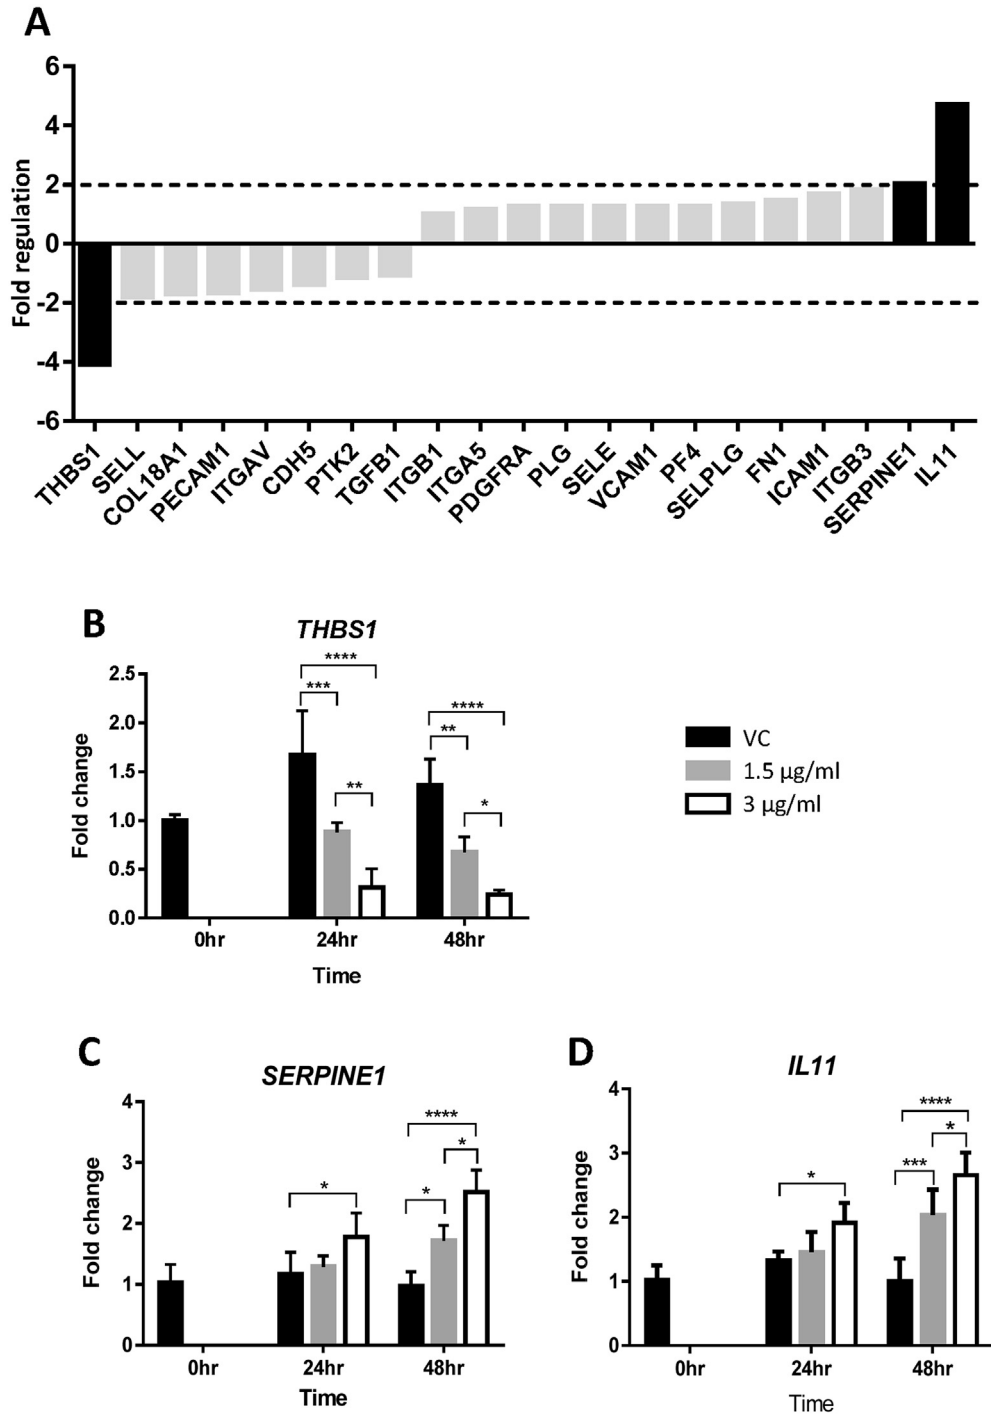 A
Fold regulation
6
4
2
0
-2
-4
-6
THBS1
SELL
COL18A1
PECAM1
ITGAV
CDH5
PTK2
TGFB1
ITGB1
ITGA5
PDGFRA
PLG
SELE
VCAM1
PF4
SELPLG
FN1
ICAM1
ITGB3
SERPINE1
IL11
B
THBS1
Fold change
2.5
2.0
1.5
1.0
0.5
0.0
****
***
**
****
**
*
0hr 24hr 48hr
Time
VC
1.5 µg/ml
3 µg/ml
C
SERPINE1
Fold change
4
3
2
1
0
*
****
*
*
0hr 24hr 48hr
Time
D
IL11
Fold change
4
3
2
1
0
*
****
*
***
0hr 24hr 48hr
Time